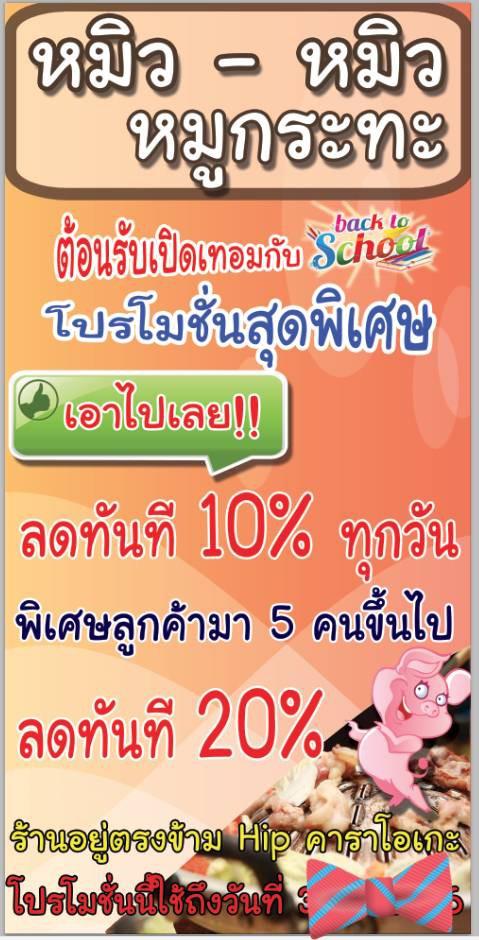 หมิว - หมิว
หมูกระทะ
ต้อนรับเปิดเทอมกับ back to School
โปรโมชั่นสุดพิเศษ
เอาไปเลย!!
ลดทันที 10% ทุกวัน
พิเศษลูกค้ามา 5 คนขึ้นไป
ลดทันที 20%
ร้านอยู่ตรงข้าม Hip คาราโอเกะ
โปรโมชั่นนี้ใช้ถึงวันที่